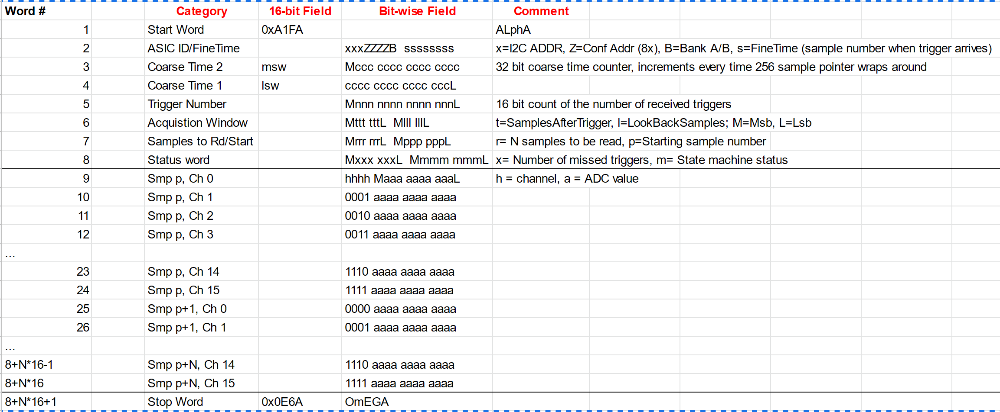 Word # Category 16-bit Field Bit-wise Field Comment
1 Start Word 0xA1FA ALphA
2 ASIC ID/FineTime xxxZZZZB ssssssss x=I2C ADDR, Z=Conf Addr (8x), B=Bank A/B, s=FineTime (sample number when trigger arrives)
3 Coarse Time 2 msw Mccc cccc cccc cccc 32 bit coarse time counter, increments every time 256 sample pointer wraps around
4 Coarse Time 1 lsw cccc cccc cccc cccL
5 Trigger Number Mnnn nnnn nnnn nnnL 16 bit count of the number of received triggers
6 Acquistion Window Mttt tttL Mlll lllL t=SamplesAfterTrigger, l=LookBackSamples; M=Msb, L=Lsb
7 Samples to Rd/Start Mrrr rrrL Mppp pppL r= N samples to be read, p=Starting sample number
8 Status word Mxxx xxxL Mmmm mmmL x= Number of missed triggers, m= State machine status
9 Smp p, Ch 0 hhhh Maaa aaaa aaaL h = channel, a = ADC value
10 Smp p, Ch 1 0001 aaaa aaaa aaaa
11 Smp p, Ch 2 0010 aaaa aaaa aaaa
12 Smp p, Ch 3 0011 aaaa aaaa aaaa
...
23 Smp p, Ch 14 1110 aaaa aaaa aaaa
24 Smp p, Ch 15 1111 aaaa aaaa aaaa
25 Smp p+1, Ch 0 0000 aaaa aaaa aaaa
26 Smp p+1, Ch 1 0001 aaaa aaaa aaaa
...
8+N*16-1 Smp p+N, Ch 14 1110 aaaa aaaa aaaa
8+N*16 Smp p+N, Ch 15 1111 aaaa aaaa aaaa
8+N*16+1 Stop Word 0x0E6A OmEGA